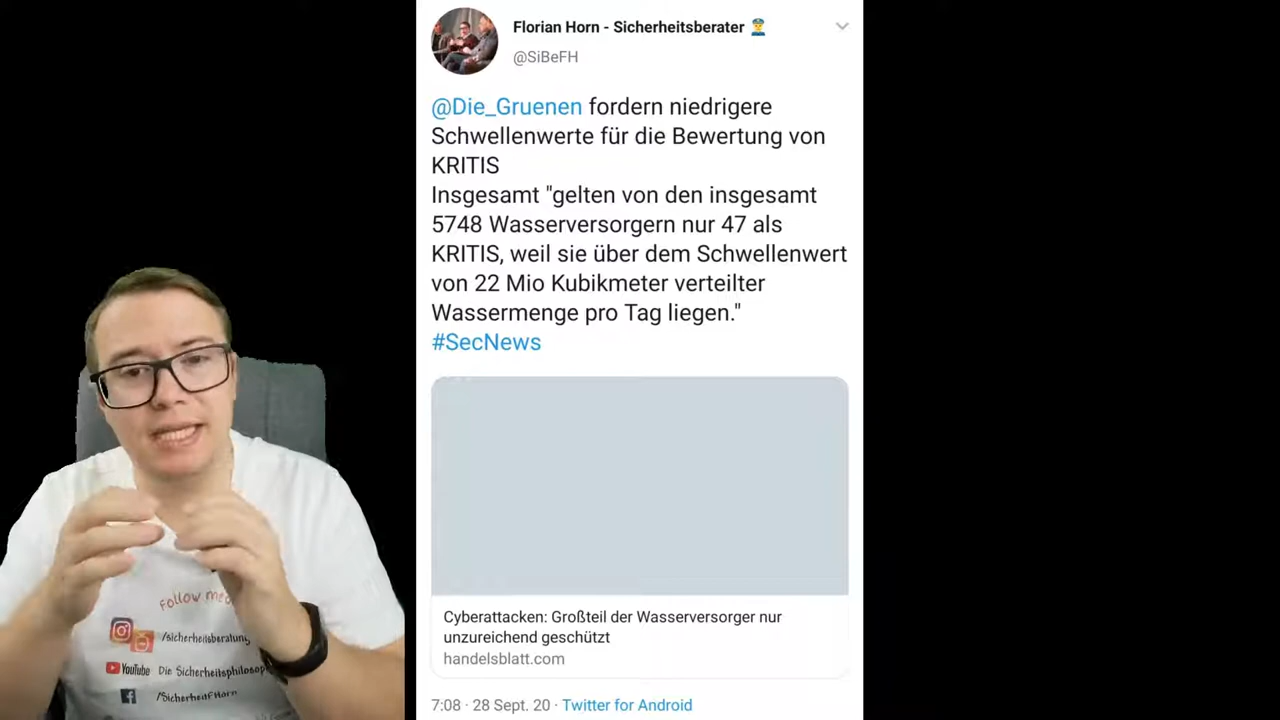 Florian Horn - Sicherheitsberater 👮
@SiBeFH
@Die_Gruenen fordern niedrigere
Schwellenwerte für die Bewertung von
KRITIS
Insgesamt "gelten von den insgesamt
5748 Wasserversorgern nur 47 als
KRITIS, weil sie über dem Schwellenwert
von 22 Mio Kubikmeter verteilter
Wassermenge pro Tag liegen."
#SecNews
Cyberattacken: Großteil der Wasserversorger nur
unzureichend geschützt
handelsblatt.com
7:08 · 28 Sept. 20 · Twitter for Android
Follow me
/sicherheitsberatung
YouTube Die Sicherheitsphilosop
/SicherheitFHorn